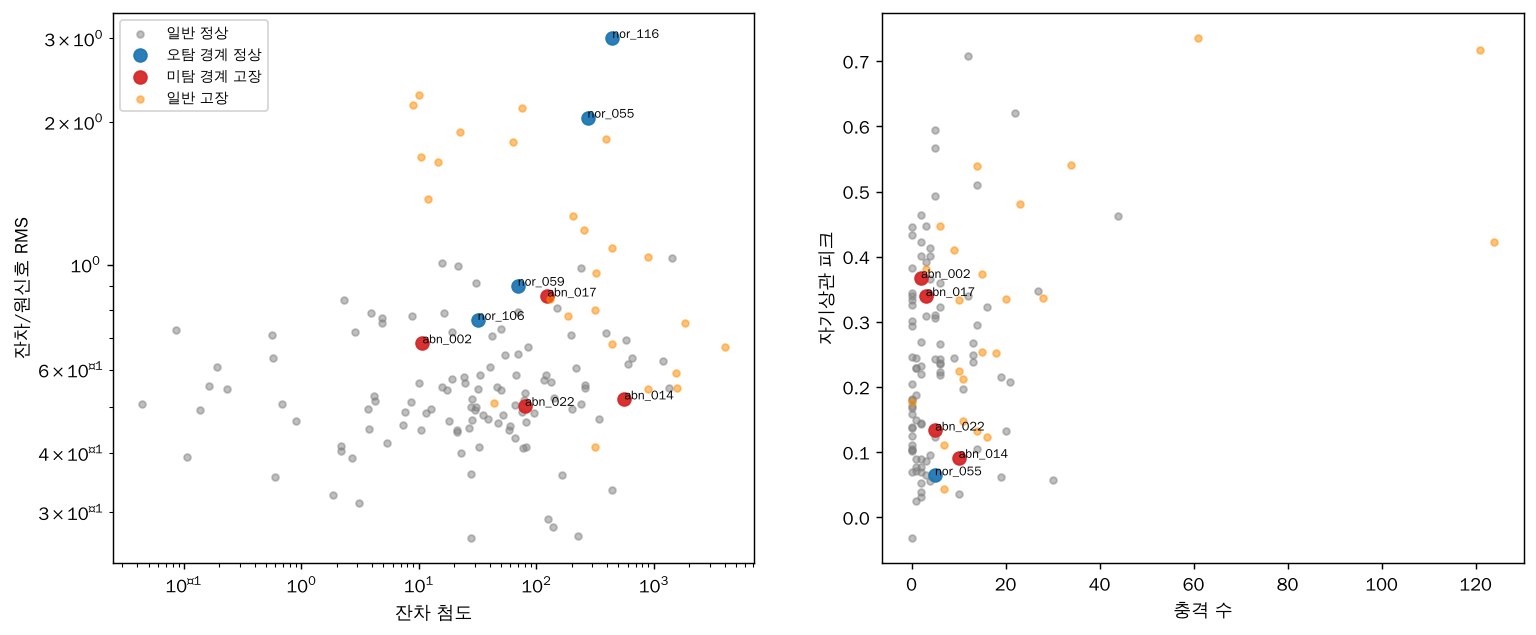 일반 정상
오탐 경계 정상
미탐 경계 고장
일반 고장
잔차/원신호 RMS
3×10⁰
2×10⁰
10⁰
6×10¤¹
4×10¤¹
3×10¤¹
nor_116
nor_055
nor_059
abn_017
nor_106
abn_002
abn_014
abn_022
10¤¹
10⁰
10¹
10²
10³
잔차 첨도
자기상관 피크
0.7
0.6
0.5
0.4
0.3
0.2
0.1
0.0
abn_002
abn_017
abn_022
abn_014
nor_055
0
20
40
60
80
100
120
충격 수